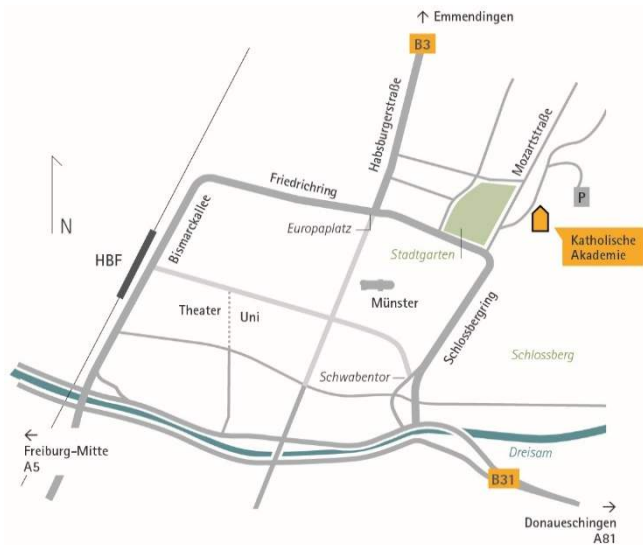 Emmendingen
B3
Habsburgerstraße
Mozartstraße
P
Friedrichring
N
Bismarckallee
Europaplatz
Stadtgarten
Katholische
Akademie
HBF
Münster
Theater
Uni
Schlossbergring
Schlossberg
Schwabentor
Freiburg-Mitte
A5
Dreisam
B31
Donaueschingen
A81